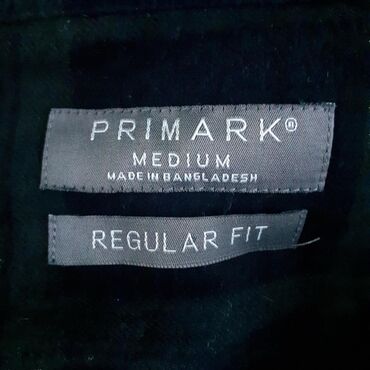 PRIMARK®
MEDIUM
MADE IN BANGLADESH
REGULAR FIT